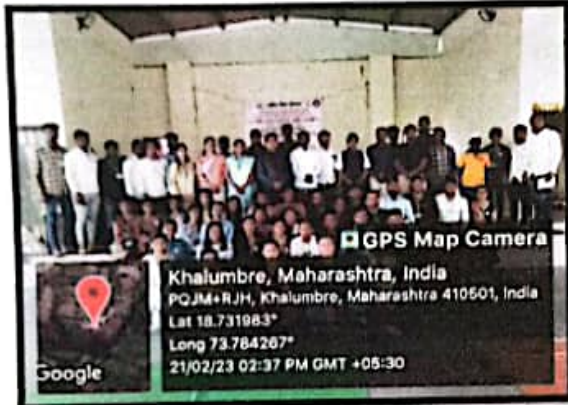 GPS Map Camera
Khalumbre, Maharashtra, India
PQJM+RJH, Khalumbre, Maharashtra 410501, India
Lat 18.731983°
Long 73.784267°
21/02/23 02:37 PM GMT +05:30
Google